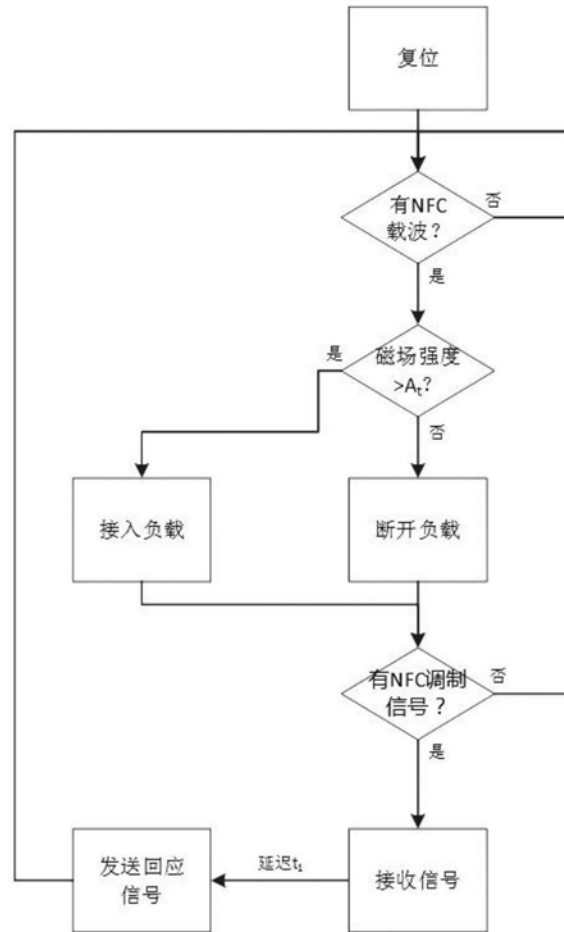 复位
有NFC
载波？
否
是
磁场强度
>At?
是
否
接入负载
断开负载
有NFC调制
信号？
否
是
接收信号
延迟t1
发送回应
信号